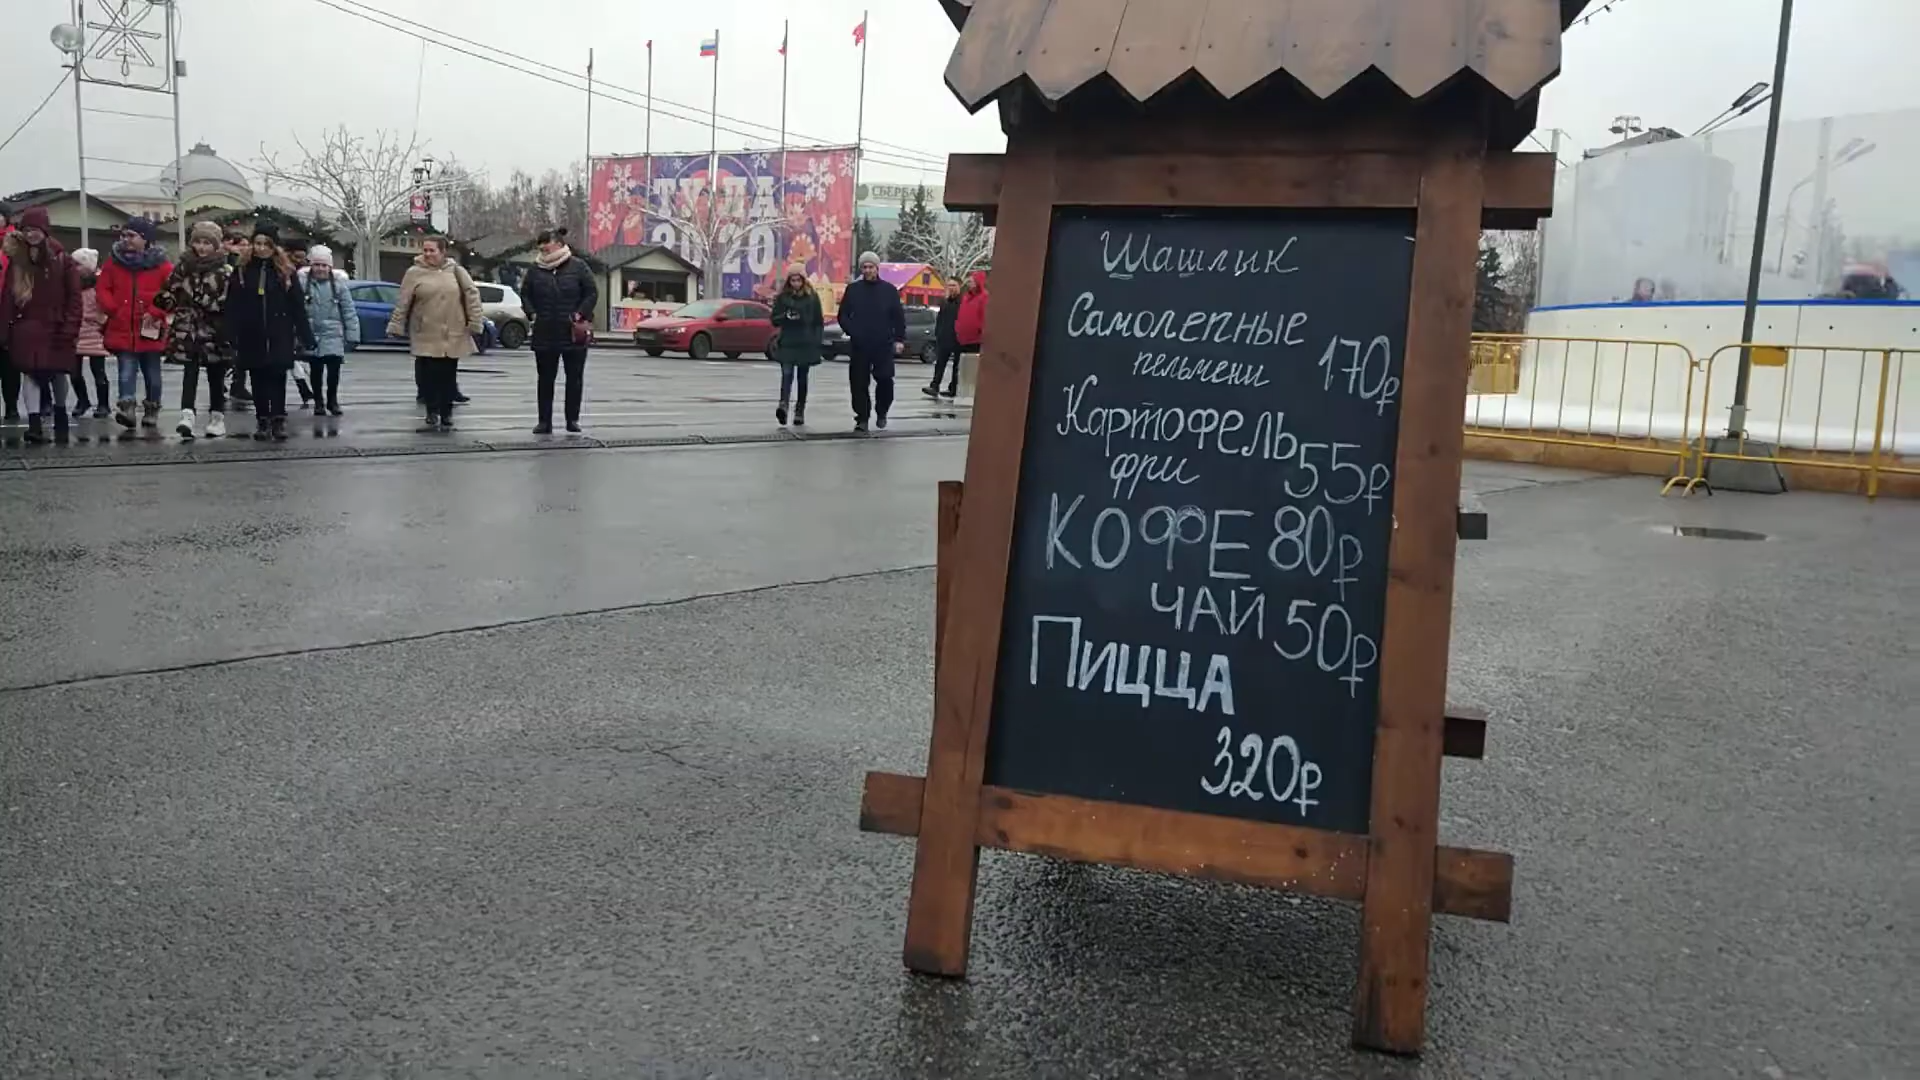 ТУЛА
2020
СБЕРБАНК
Шашлык
Самолепные
пельмени 170₽
Картофель
фри 55₽
КОФЕ 80₽
ЧАЙ 50₽
ПИЦЦА
320₽